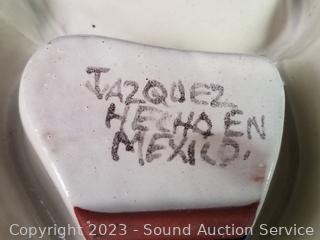 JAZQUEZ
HECHO EN
MEXICO.
Copyright 2023 - Sound Auction Service